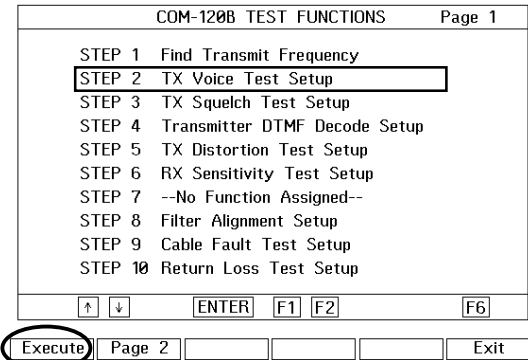 COM-120B TEST FUNCTIONS Page 1
STEP 1 Find Transmit Frequency
STEP 2 TX Voice Test Setup
STEP 3 TX Squelch Test Setup
STEP 4 Transmitter DTMF Decode Setup
STEP 5 TX Distortion Test Setup
STEP 6 RX Sensitivity Test Setup
STEP 7 --No Function Assigned--
STEP 8 Filter Alignment Setup
STEP 9 Cable Fault Test Setup
STEP 10 Return Loss Test Setup
↑ ↓ ENTER F1 F2 F6
Execute Page 2 Exit